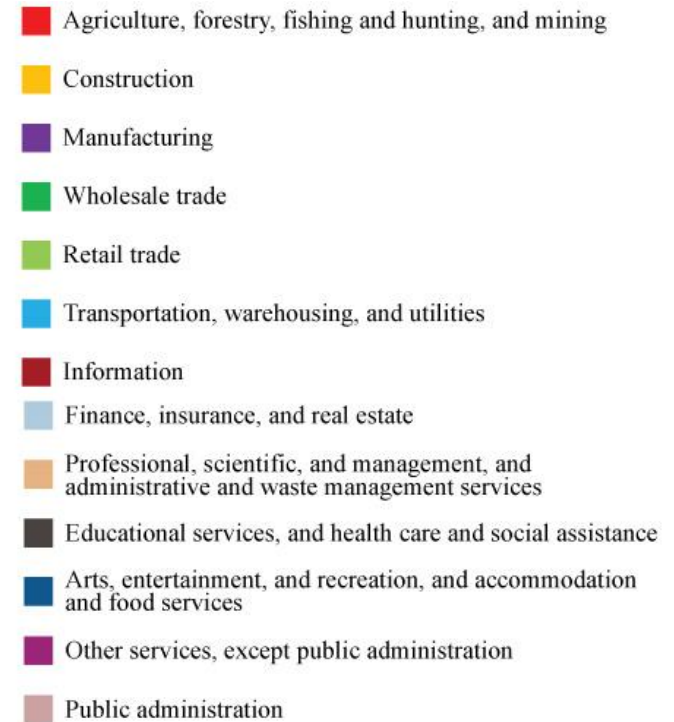 Agriculture, forestry, fishing and hunting, and mining
Construction
Manufacturing
Wholesale trade
Retail trade
Transportation, warehousing, and utilities
Information
Finance, insurance, and real estate
Professional, scientific, and management, and
administrative and waste management services
Educational services, and health care and social assistance
Arts, entertainment, and recreation, and accommodation
and food services
Other services, except public administration
Public administration